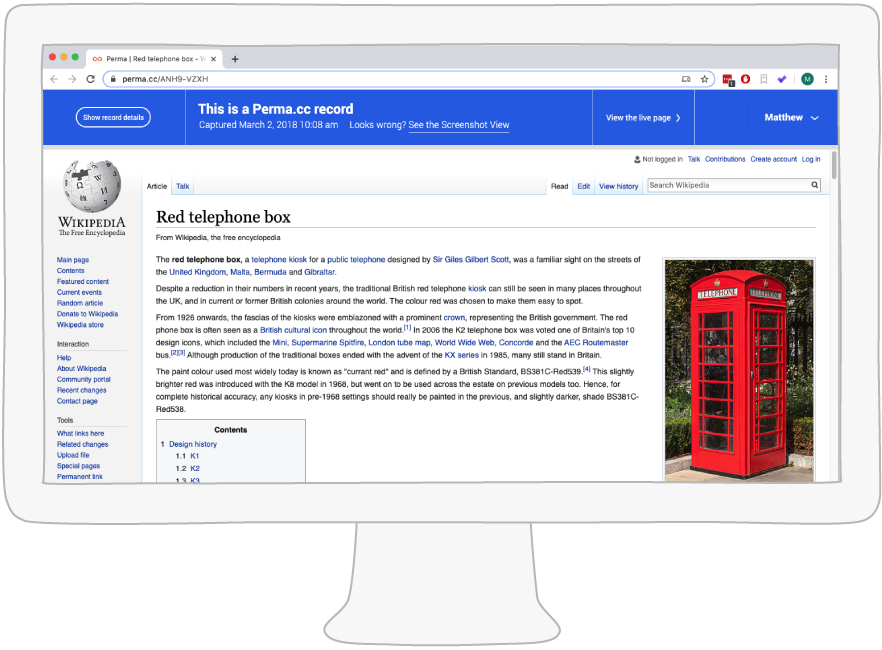 Perma | Red telephone box - W
perma.cc/ANH9-VZXH
M
Show record details
This is a Perma.cc record
Captured March 2, 2018 10:08 am Looks wrong? See the Screenshot View
View the live page
Matthew
Not logged in Talk Contributions Create account Log in
Article Talk
Read Edit View history Search Wikipedia
WIKIPEDIA
The Free Encyclopedia
Main page
Contents
Featured content
Current events
Random article
Donate to Wikipedia
Wikipedia store
Interaction
Help
About Wikipedia
Community portal
Recent changes
Contact page
Tools
What links here
Related changes
Upload file
Special pages
Permanent link
Red telephone box
From Wikipedia, the free encyclopedia
The red telephone box, a telephone kiosk for a public telephone designed by Sir Giles Gilbert Scott, was a familiar sight on the streets of
the United Kingdom, Malta, Bermuda and Gibraltar.
Despite a reduction in their numbers in recent years, the traditional British red telephone kiosk can still be seen in many places throughout
the UK, and in current or former British colonies around the world. The colour red was chosen to make them easy to spot.
From 1926 onwards, the fascias of the kiosks were emblazoned with a prominent crown, representing the British government. The red
phone box is often seen as a British cultural icon throughout the world.[1] In 2006 the K2 telephone box was voted one of Britain's top 10
design icons, which included the Mini, Supermarine Spitfire, London tube map, World Wide Web, Concorde and the AEC Routemaster
bus.[2][3] Although production of the traditional boxes ended with the advent of the KX series in 1985, many still stand in Britain.
The paint colour used most widely today is known as "currant red" and is defined by a British Standard, BS381C-Red539.[4] This slightly
brighter red was introduced with the K8 model in 1968, but went on to be used across the estate on previous models too. Hence, for
complete historical accuracy, any kiosks in pre-1968 settings should really be painted in the previous, and slightly darker, shade BS381C-
Red538.
Contents
1 Design history
1.1 K1
1.2 K2
1.3 K3
TELEPHONE
TELEPHONE